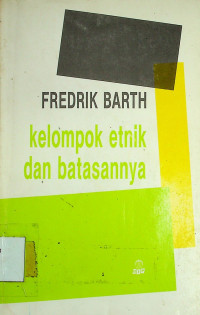 FREDRIK BARTH
kelompok etnik
dan batasannya